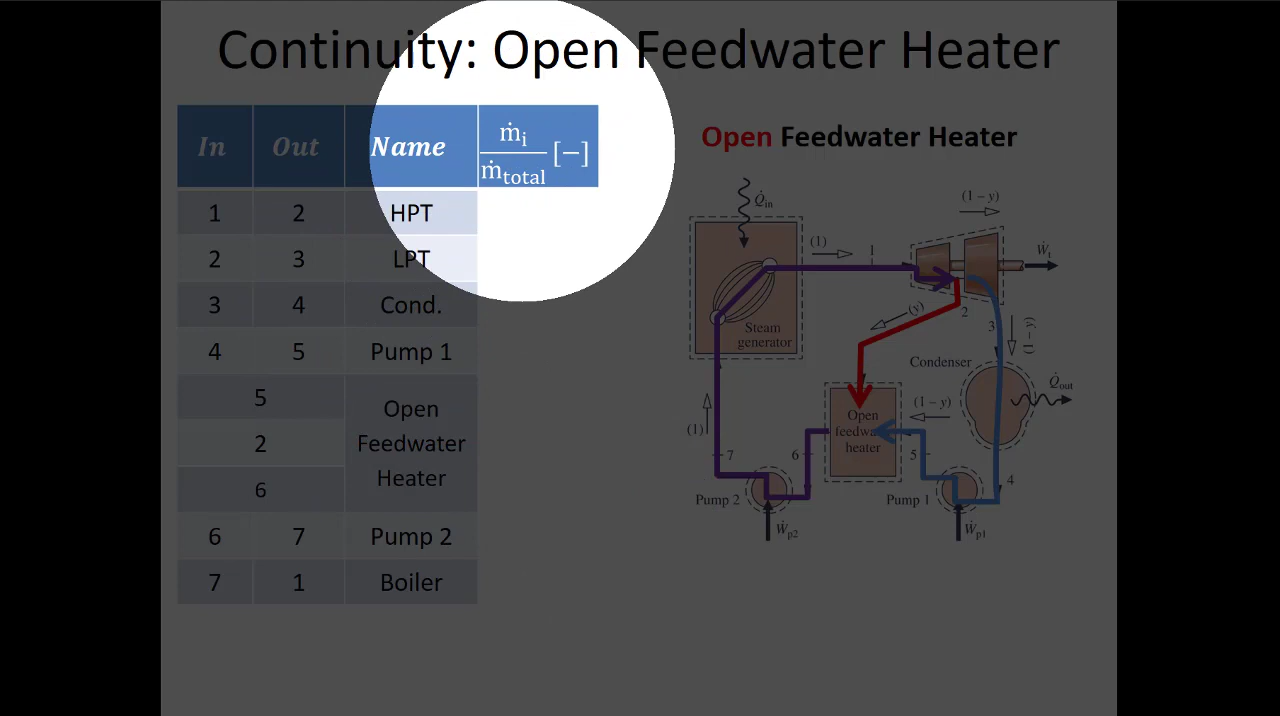 Continuity: Open Feedwater Heater
In Out Name ṁi/ṁtotal [−]
1 2 HPT
2 3 LPT
3 4 Cond.
4 5 Pump 1
5
2
6
Open
Feedwater
Heater
6 7 Pump 2
7 1 Boiler
Open Feedwater Heater
Q̇in
(1 – y)
(1)
1
Ẇt
Steam
generator
(y)
2
3
(1 – y)
Condenser
Q̇out
Open
feedwa
heater
(1 – y)
(1)
7
6
5
4
Pump 2
Pump 1
Ẇp2
Ẇp1